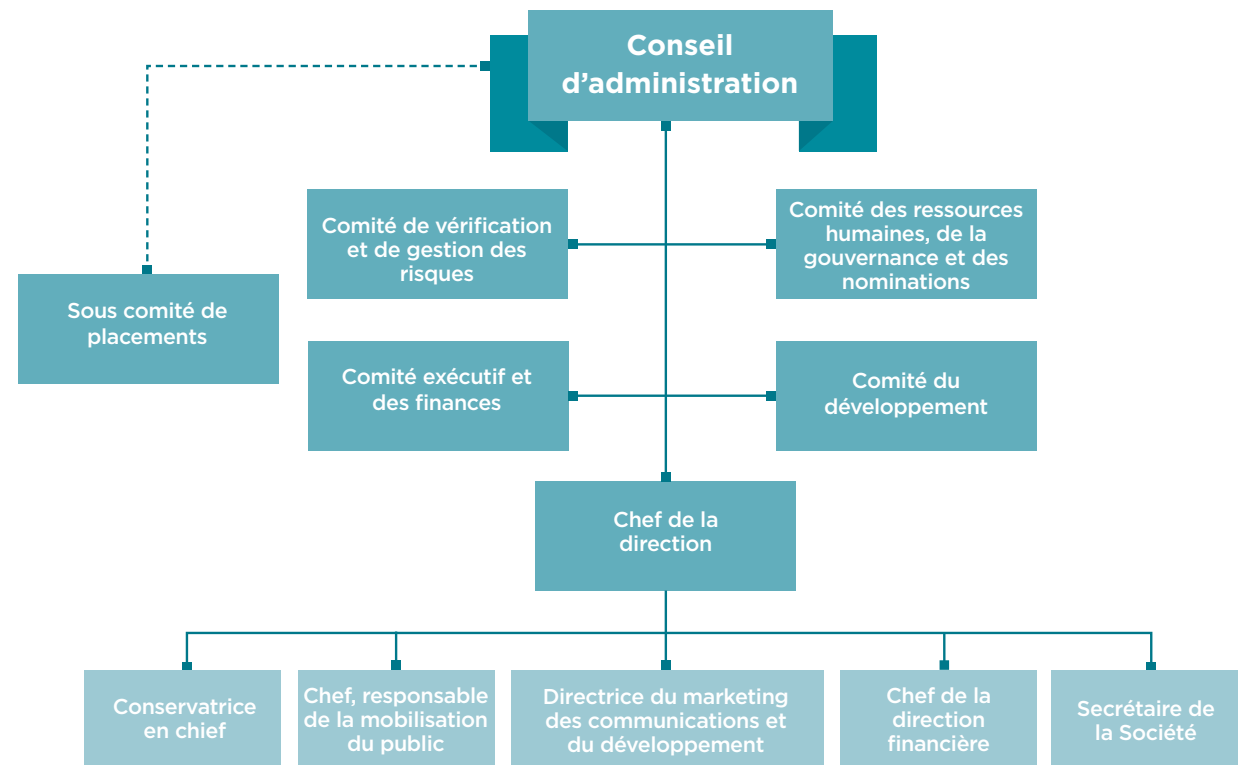 Conseil
d’administration
Comité de vérification
et de gestion des
risques
Comité des ressources
humaines, de la
gouvernance et des
nominations
Sous comité de
placements
Comité exécutif et
des finances
Comité du
développement
Chef de la
direction
Conservatrice
en chief
Chef, responsable
de la mobilisation
du public
Directrice du marketing
des communications et
du développement
Chef de la
direction
financière
Secrétaire de
la Société